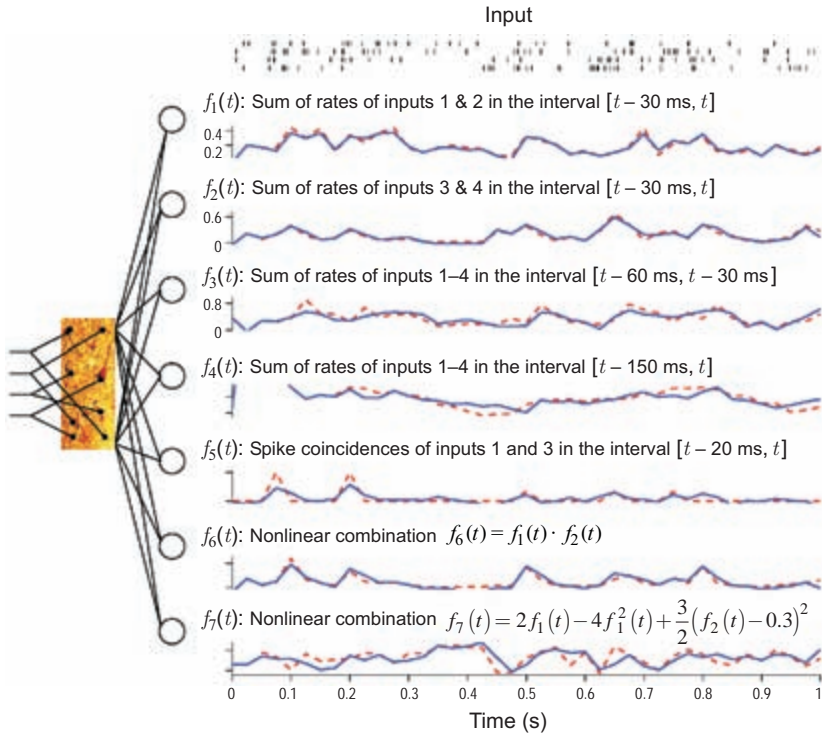 Input
f₁(t): Sum of rates of inputs 1 & 2 in the interval [t – 30 ms, t]
0.4
0.2
f₂(t): Sum of rates of inputs 3 & 4 in the interval [t – 30 ms, t]
0.6
0
f₃(t): Sum of rates of inputs 1–4 in the interval [t – 60 ms, t – 30 ms]
0.8
0
f₄(t): Sum of rates of inputs 1–4 in the interval [t – 150 ms, t]
f₅(t): Spike coincidences of inputs 1 and 3 in the interval [t – 20 ms, t]
f₆(t): Nonlinear combination f₆(t) = f₁(t) · f₂(t)
f₇(t): Nonlinear combination f₇(t) = 2f₁(t) – 4f₁²(t) + 3/2(f₂(t) – 0.3)²
0 0.1 0.2 0.3 0.4 0.5 0.6 0.7 0.8 0.9 1
Time (s)